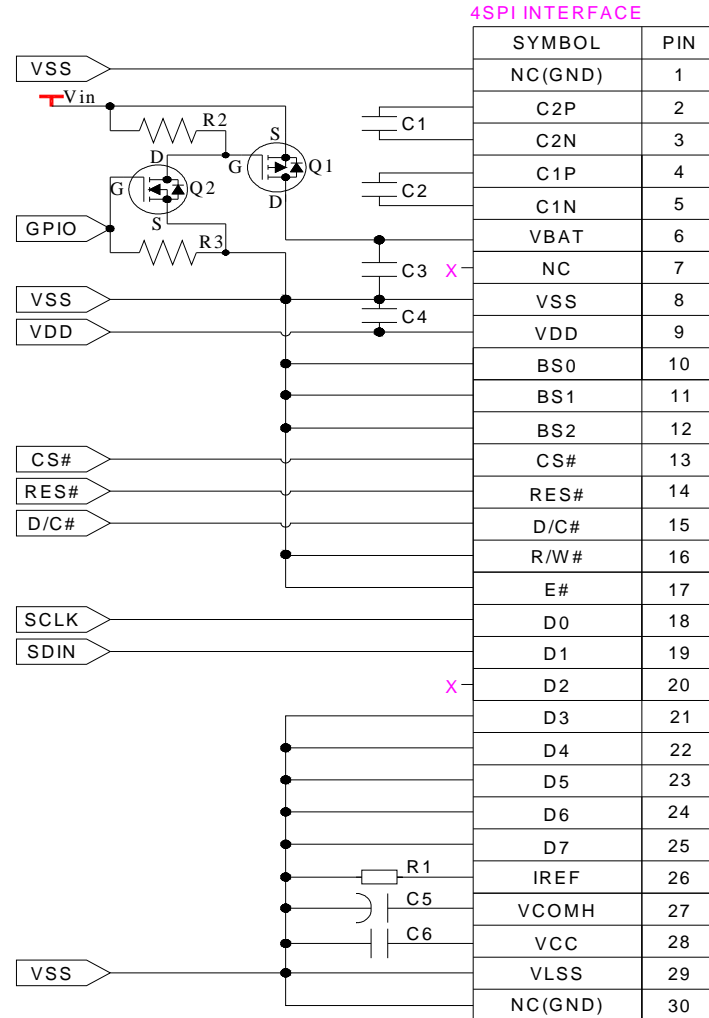 4SPI INTERFACE
SYMBOL PIN
VSS NC(GND) 1
Vin
C2P 2
R2 C1
S C2N 3
D G Q1 C1P 4
G Q2 D C2 C1N 5
GPIO S R3 VBAT 6
C3 X NC 7
VSS VSS 8
C4
VDD VDD 9
BS0 10
BS1 11
BS2 12
CS# CS# 13
RES# RES# 14
D/C# D/C# 15
R/W# 16
E# 17
SCLK D0 18
SDIN D1 19
X D2 20
D3 21
D4 22
D5 23
D6 24
D7 25
R1 IREF 26
C5 VCOMH 27
C6 VCC 28
VSS VLSS 29
NC(GND) 30